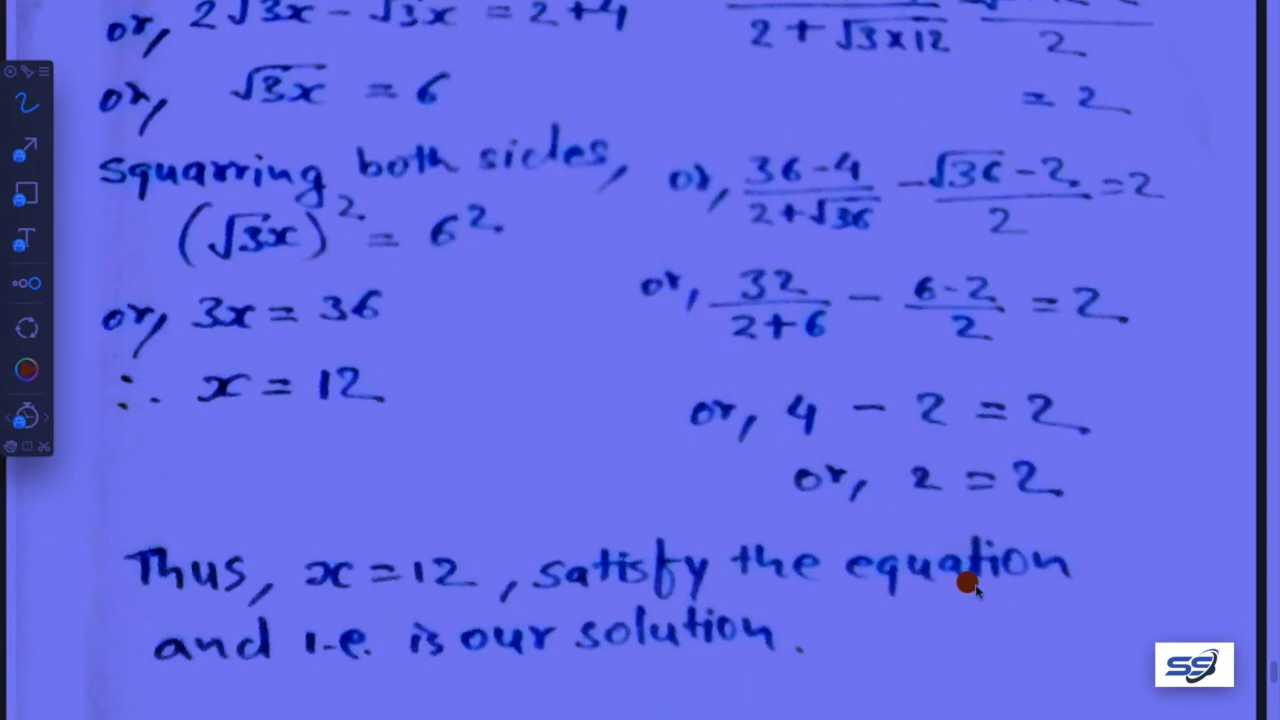 or, 2√3x - √3x = 2+4
or, √3x = 6
squarring both sides,
(√3x)² = 6²
or, 3x = 36
∴ x = 12
2+√3×12 2
= 2
or, (36-4)/(2+√36) - (√36-2)/2 = 2
or, 32/(2+6) - (6-2)/2 = 2
or, 4 - 2 = 2
or, 2 = 2
Thus, x = 12, satisfy the equation
and i.e. is our solution.
SS